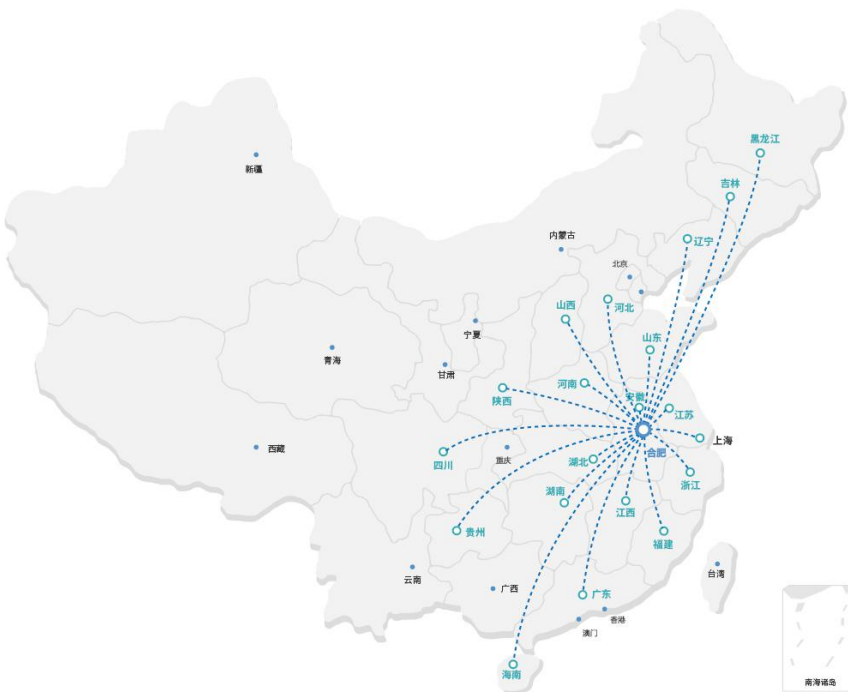 黑龙江
新疆
吉林
内蒙古
辽宁
北京
山西
河北
宁夏
山东
青海
甘肃
河南
陕西
安徽
江苏
上海
西藏
合肥
四川
重庆
湖北
浙江
湖南
江西
贵州
福建
云南
台湾
广西
广东
香港
澳门
海南
南海诸岛